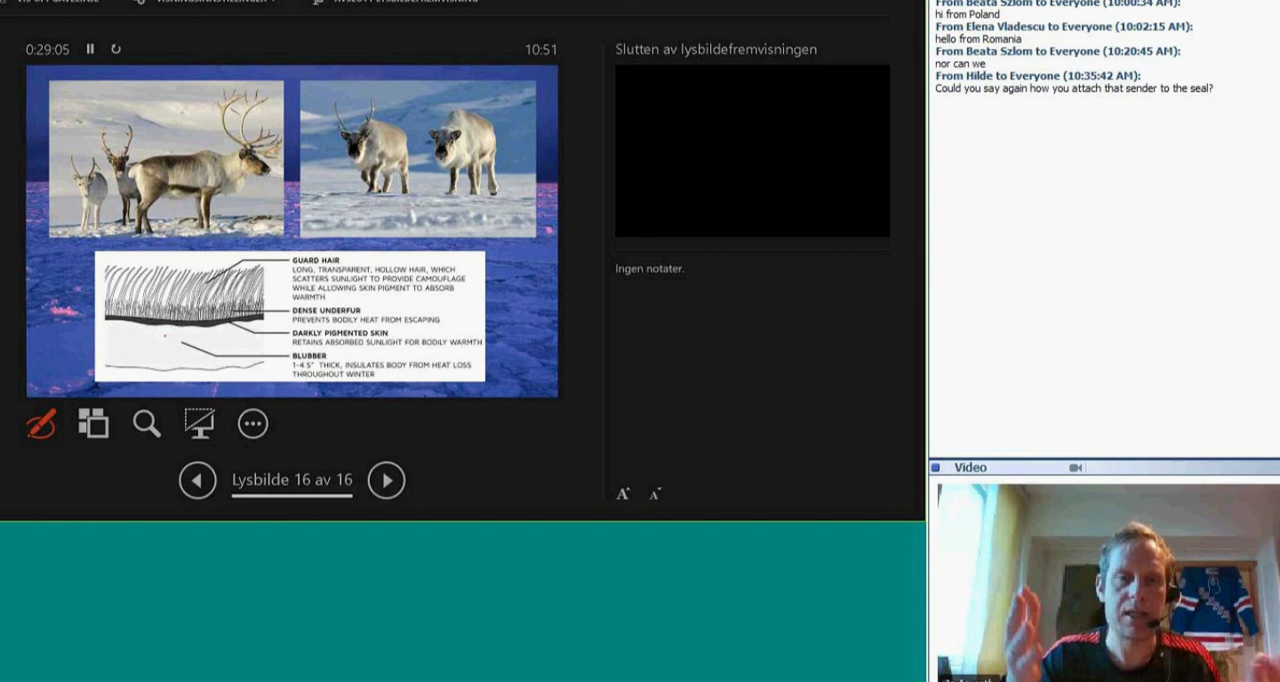 0:29:05
10:51
GUARD HAIR
LONG, TRANSPARENT, HOLLOW HAIR, WHICH
SCATTERS SUNLIGHT TO PROVIDE CAMOUFLAGE
WHILE ALLOWING SKIN PIGMENT TO ABSORB
WARMTH
DENSE UNDERFUR
PREVENTS BODILY HEAT FROM ESCAPING
DARKLY PIGMENTED SKIN
RETAINS ABSORBED SUNLIGHT FOR BODILY WARMTH
BLUBBER
1-4.5" THICK, INSULATES BODY FROM HEAT LOSS
THROUGHOUT WINTER
Lysbilde 16 av 16
Slutten av lysbildefremvisningen
Ingen notater.
A A
From Beata Szlom to Everyone (10:00:34 AM):
hi from Poland
From Elena Vladescu to Everyone (10:02:15 AM):
hello from Romania
From Beata Szlom to Everyone (10:20:45 AM):
nor can we
From Hilde to Everyone (10:35:42 AM):
Could you say again how you attach that sender to the seal?
Video